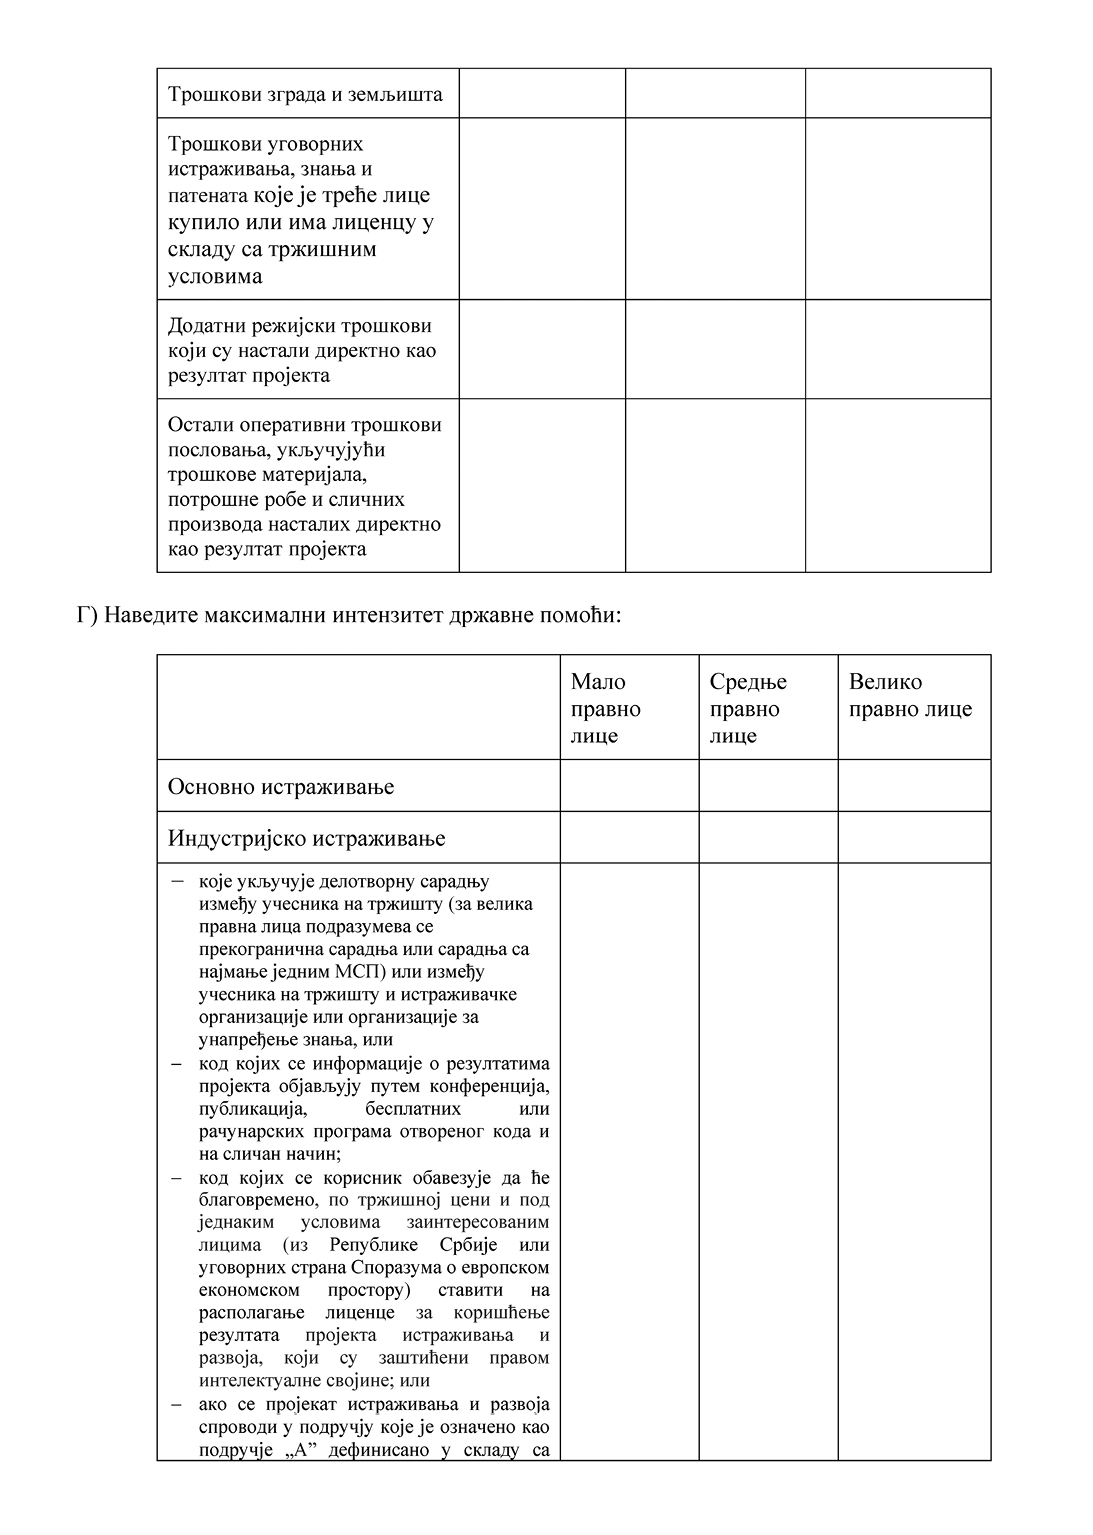 Трошкови зграда и земљишта
Трошкови уговорних
истраживања, знања и
патената које је треће лице
купило или има лиценцу у
складу са тржишним
условима
Додатни режијски трошкови
који су настали директно као
резултат пројекта
Остали оперативни трошкови
пословања, укључујући
трошкове материјала,
потрошне робе и сличних
производа насталих директно
као резултат пројекта
Г) Наведите максимални интензитет државне помоћи:
Мало
правно
лице
Средње
правно
лице
Велико
правно лице
Основно истраживање
Индустријско истраживање
– које укључује делотворну сарадњу
између учесника на тржишту (за велика
правна лица подразумева се
прекогранична сарадња или сарадња са
најмање једним МСП) или између
учесника на тржишту и истраживачке
организације или организације за
унапређење знања, или
– код којих се информације о резултатима
пројекта објављују путем конференција,
публикација, бесплатних или
рачунарских програма отвореног кода и
на сличан начин;
– код којих се корисник обавезује да ће
благовремено, по тржишној цени и под
једнаким условима заинтересованим
лицима (из Републике Србије или
уговорних страна Споразума о европском
економском простору) ставити на
располагање лиценце за коришћење
резултата пројекта истраживања и
развоја, који су заштићени правом
интелектуалне својине; или
– ако се пројекат истраживања и развоја
спроводи у подручју које је означено као
подручје „А” дефинисано у складу са